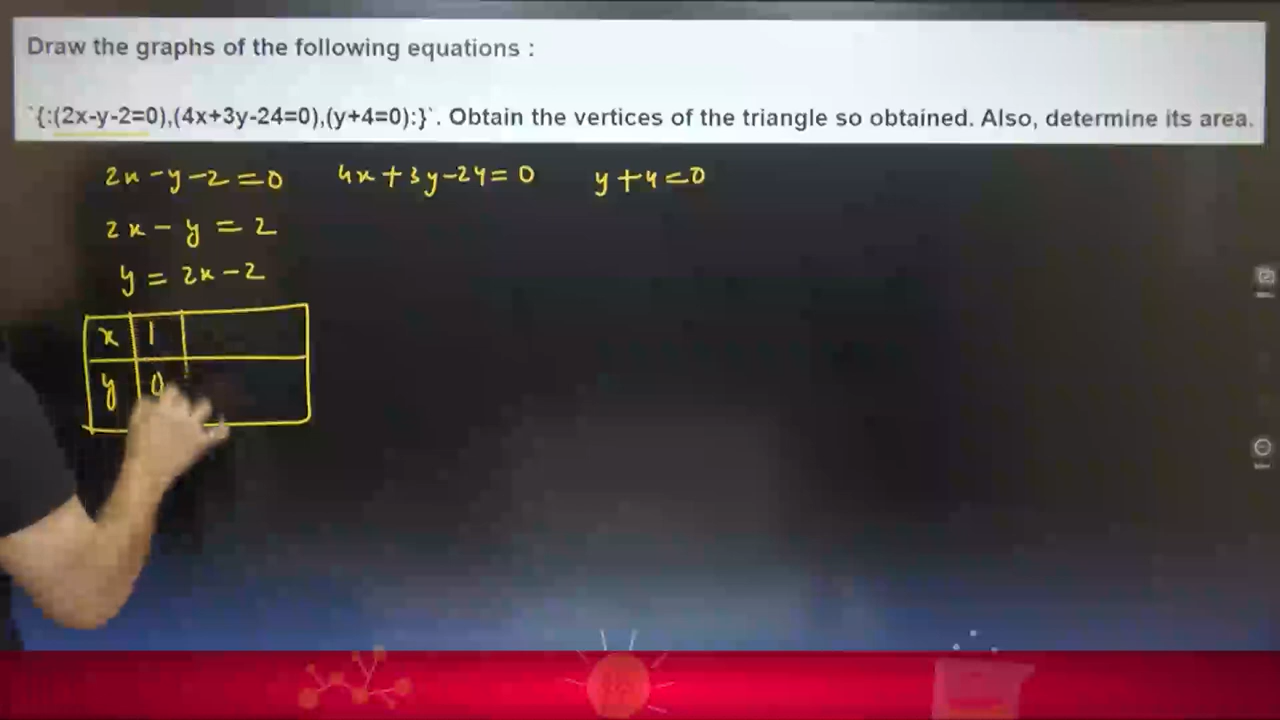 Draw the graphs of the following equations :
`{:(2x-y-2=0),(4x+3y-24=0),(y+4=0):}`. Obtain the vertices of the triangle so obtained. Also, determine its area.
2x-y-2=0 4x+3y-24=0 y+4=0
2x-y=2
y=2x-2
x 1
y 0